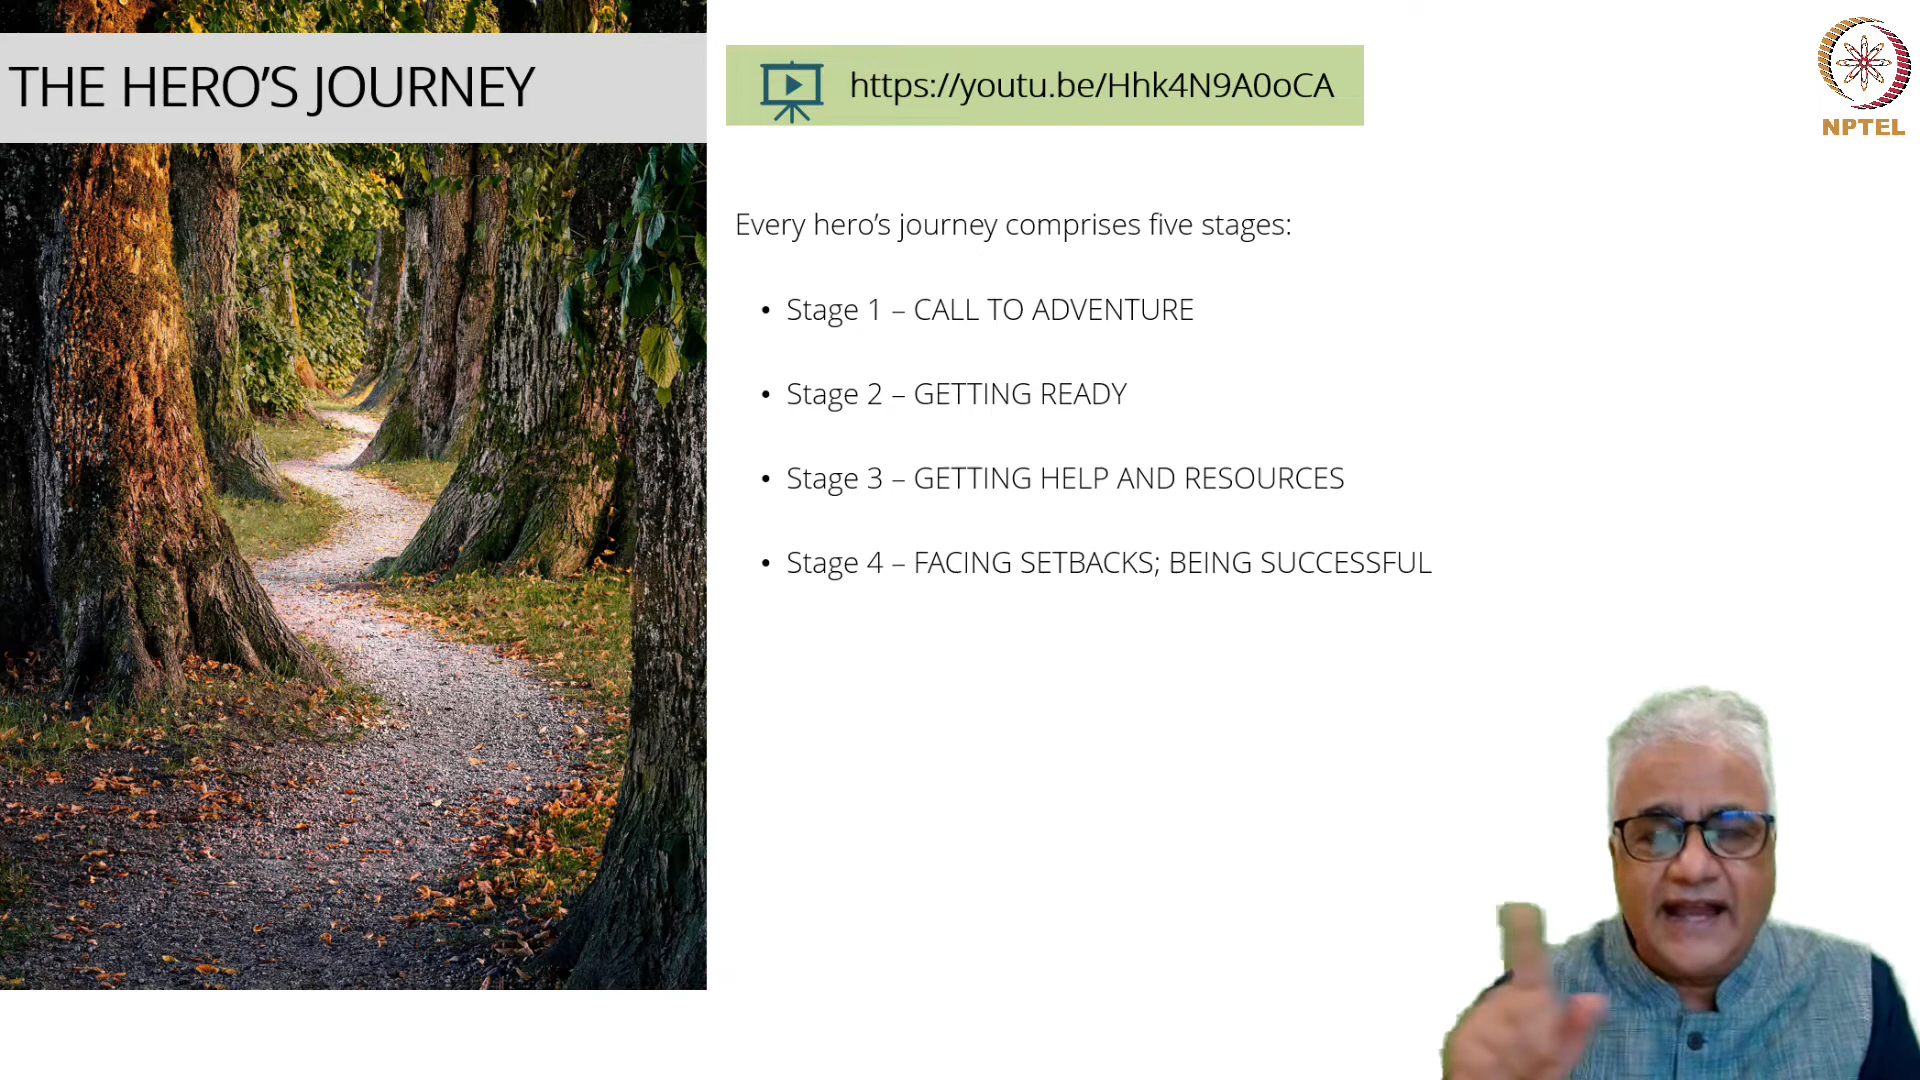 THE HERO’S JOURNEY
https://youtu.be/Hhk4N9A0oCA
NPTEL
Every hero’s journey comprises five stages:
• Stage 1 – CALL TO ADVENTURE
• Stage 2 – GETTING READY
• Stage 3 – GETTING HELP AND RESOURCES
• Stage 4 – FACING SETBACKS; BEING SUCCESSFUL